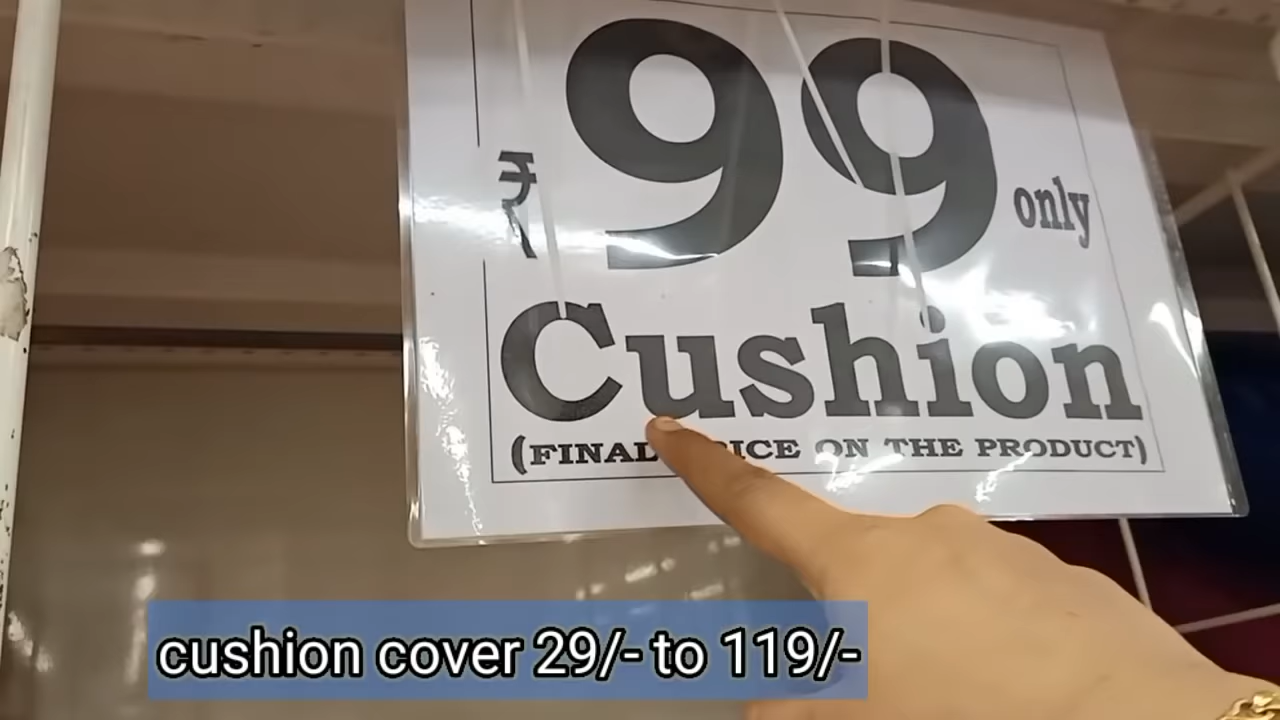 ₹ 99 only
Cushion
(FINAL ON THE PRODUCT)
cushion cover 29/- to 119/-